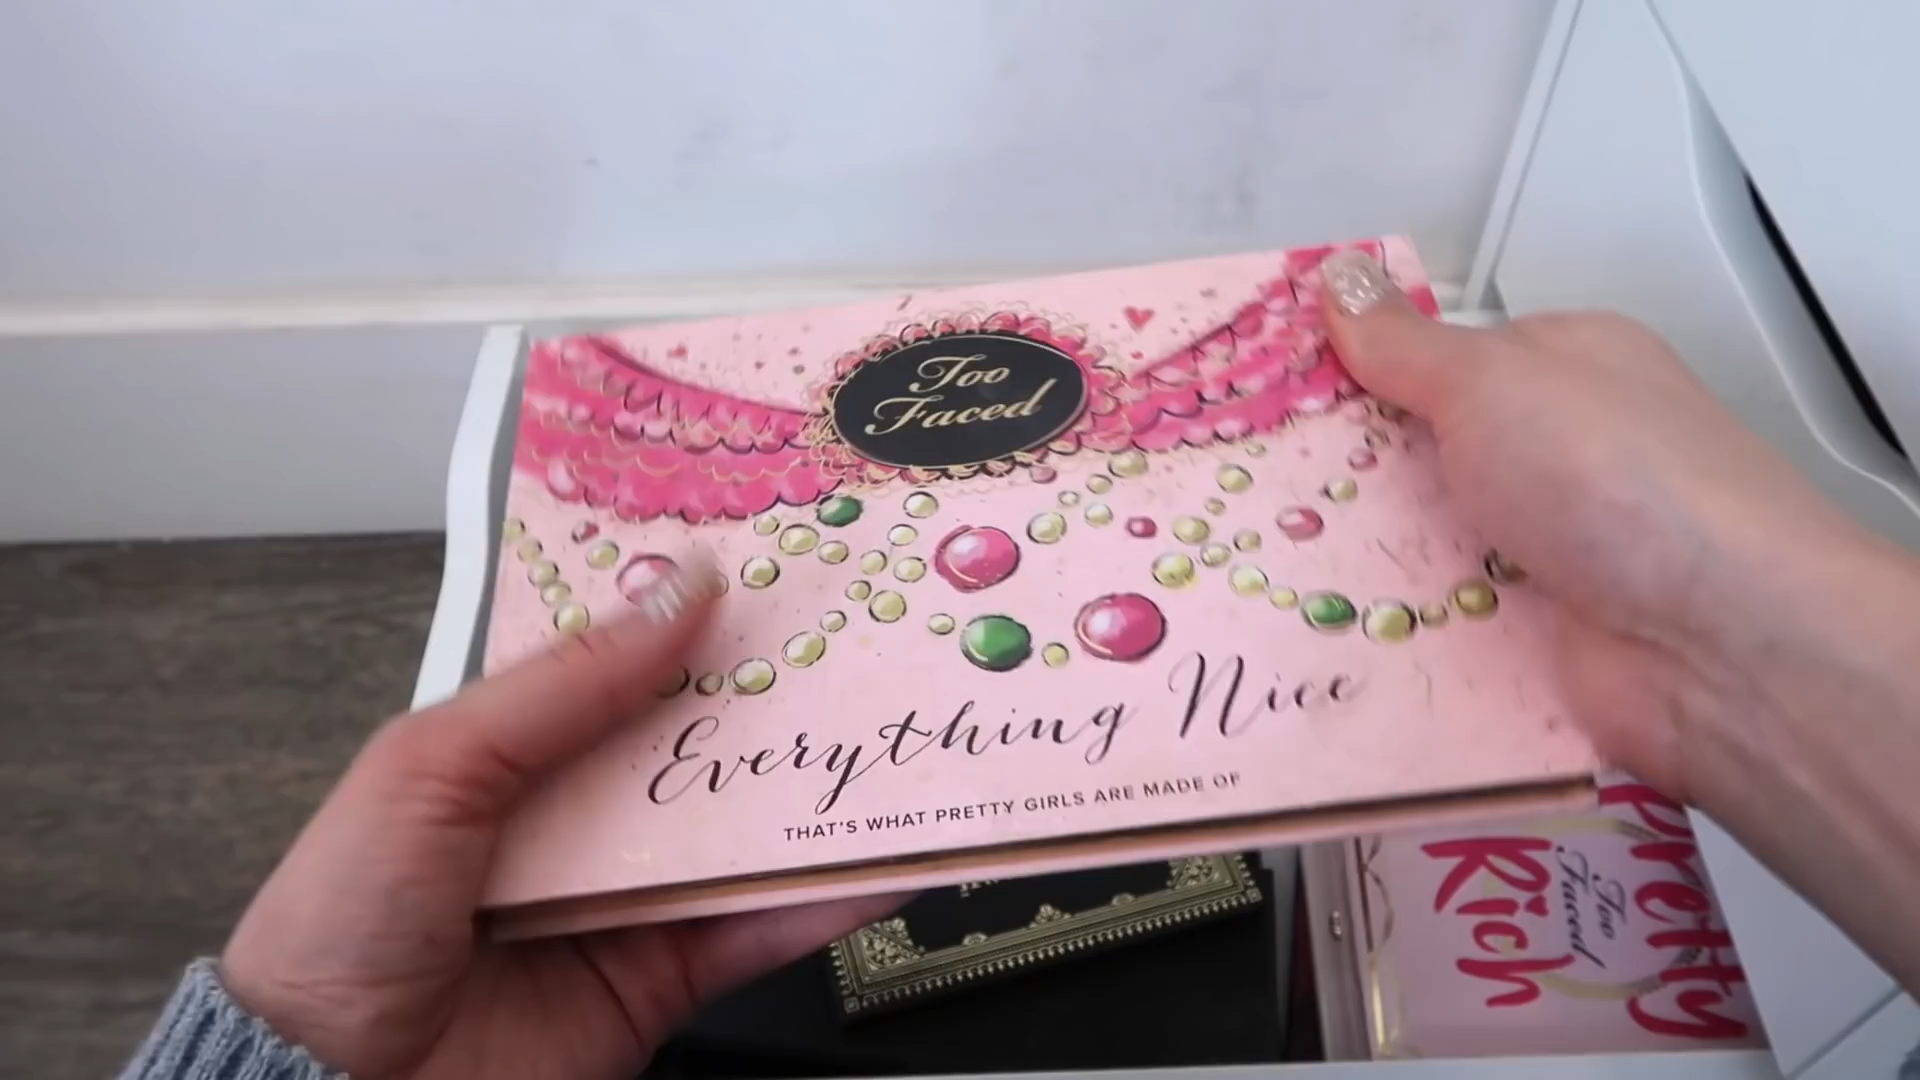 Too
Faced
Everything Nice
THAT'S WHAT PRETTY GIRLS ARE MADE OF
Pretty
Rich
Too
Faced